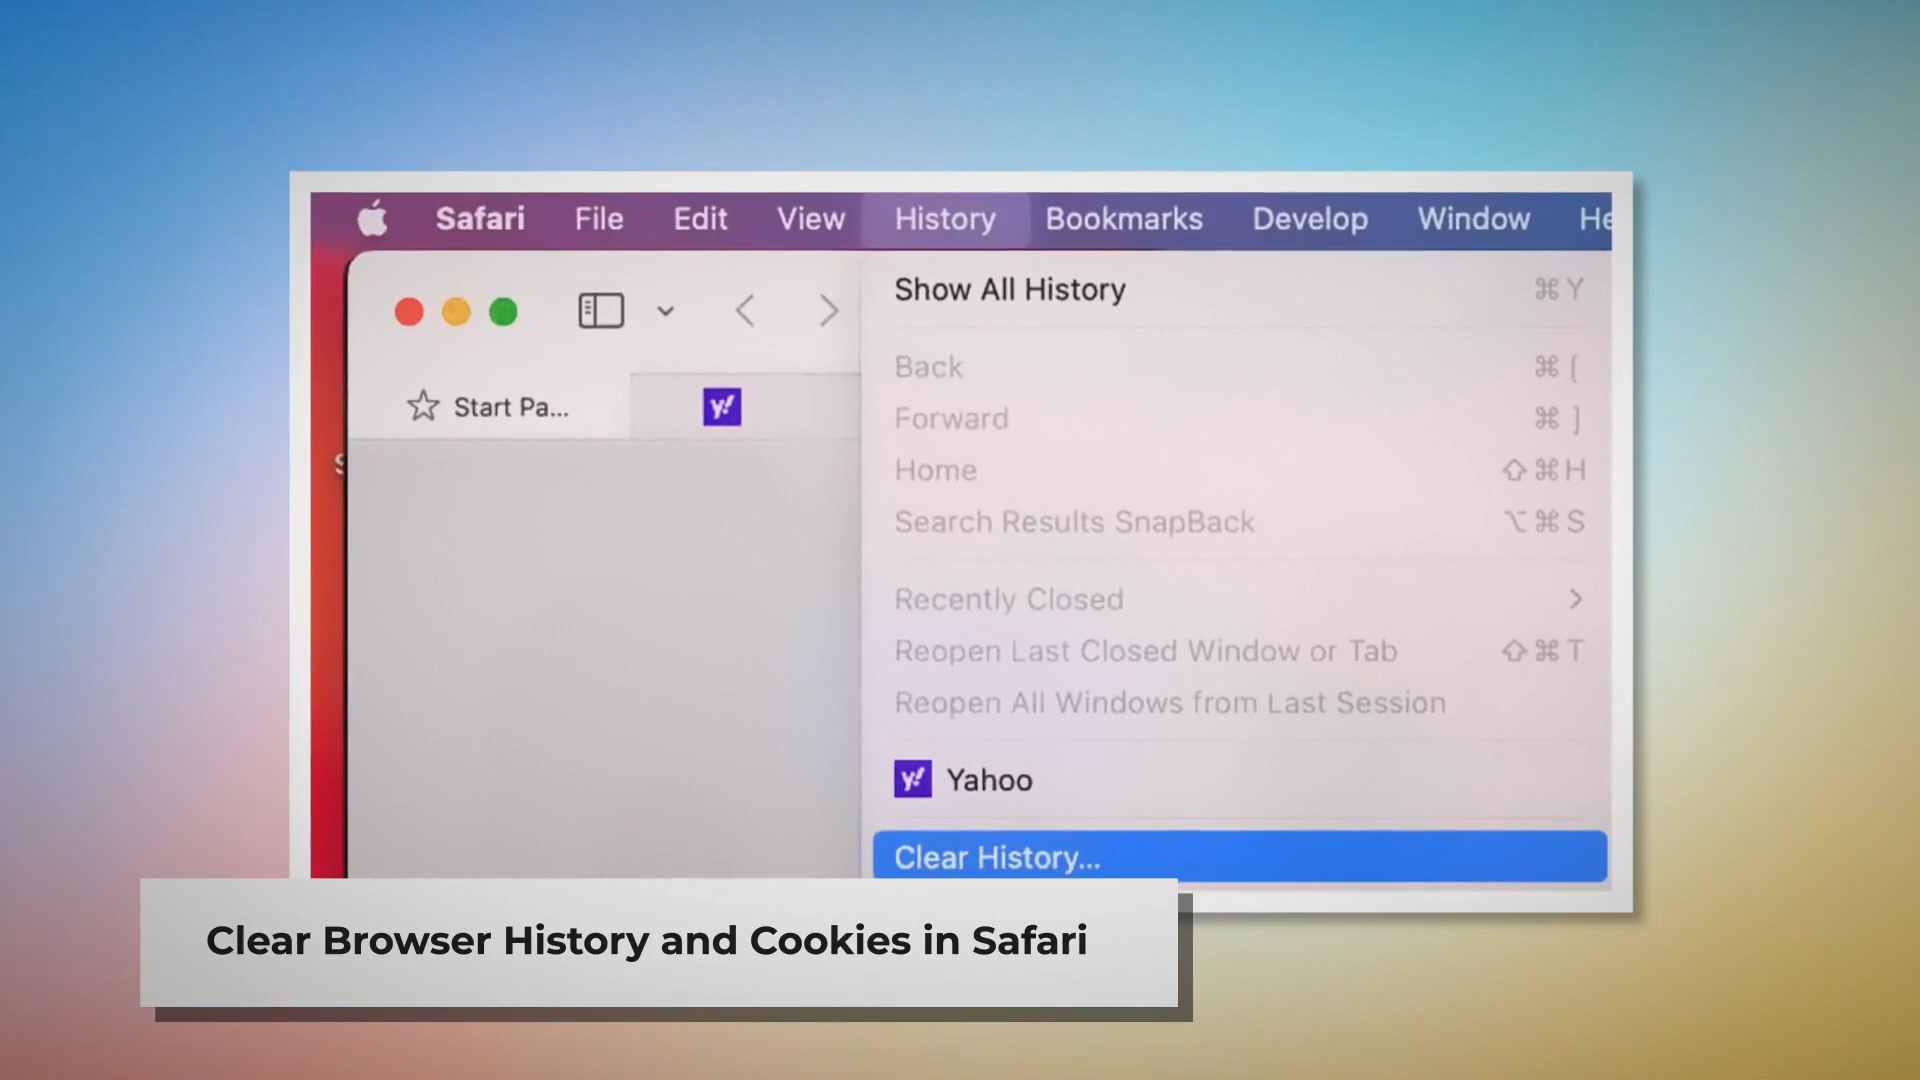 Safari File Edit View History Bookmarks Develop Window He
Show All History ⌘ Y
Start Pa...
y!
Back ⌘ [
Forward ⌘ ]
Home ⇧ ⌘ H
Search Results SnapBack ⌥ ⌘ S
Recently Closed
Reopen Last Closed Window or Tab ⇧ ⌘ T
Reopen All Windows from Last Session
y! Yahoo
Clear History...
Clear Browser History and Cookies in Safari